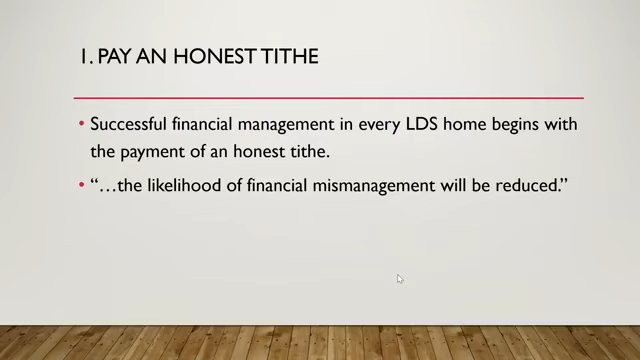 1. PAY AN HONEST TITHE
• Successful financial management in every LDS home begins with
the payment of an honest tithe.
• “…the likelihood of financial mismanagement will be reduced.”